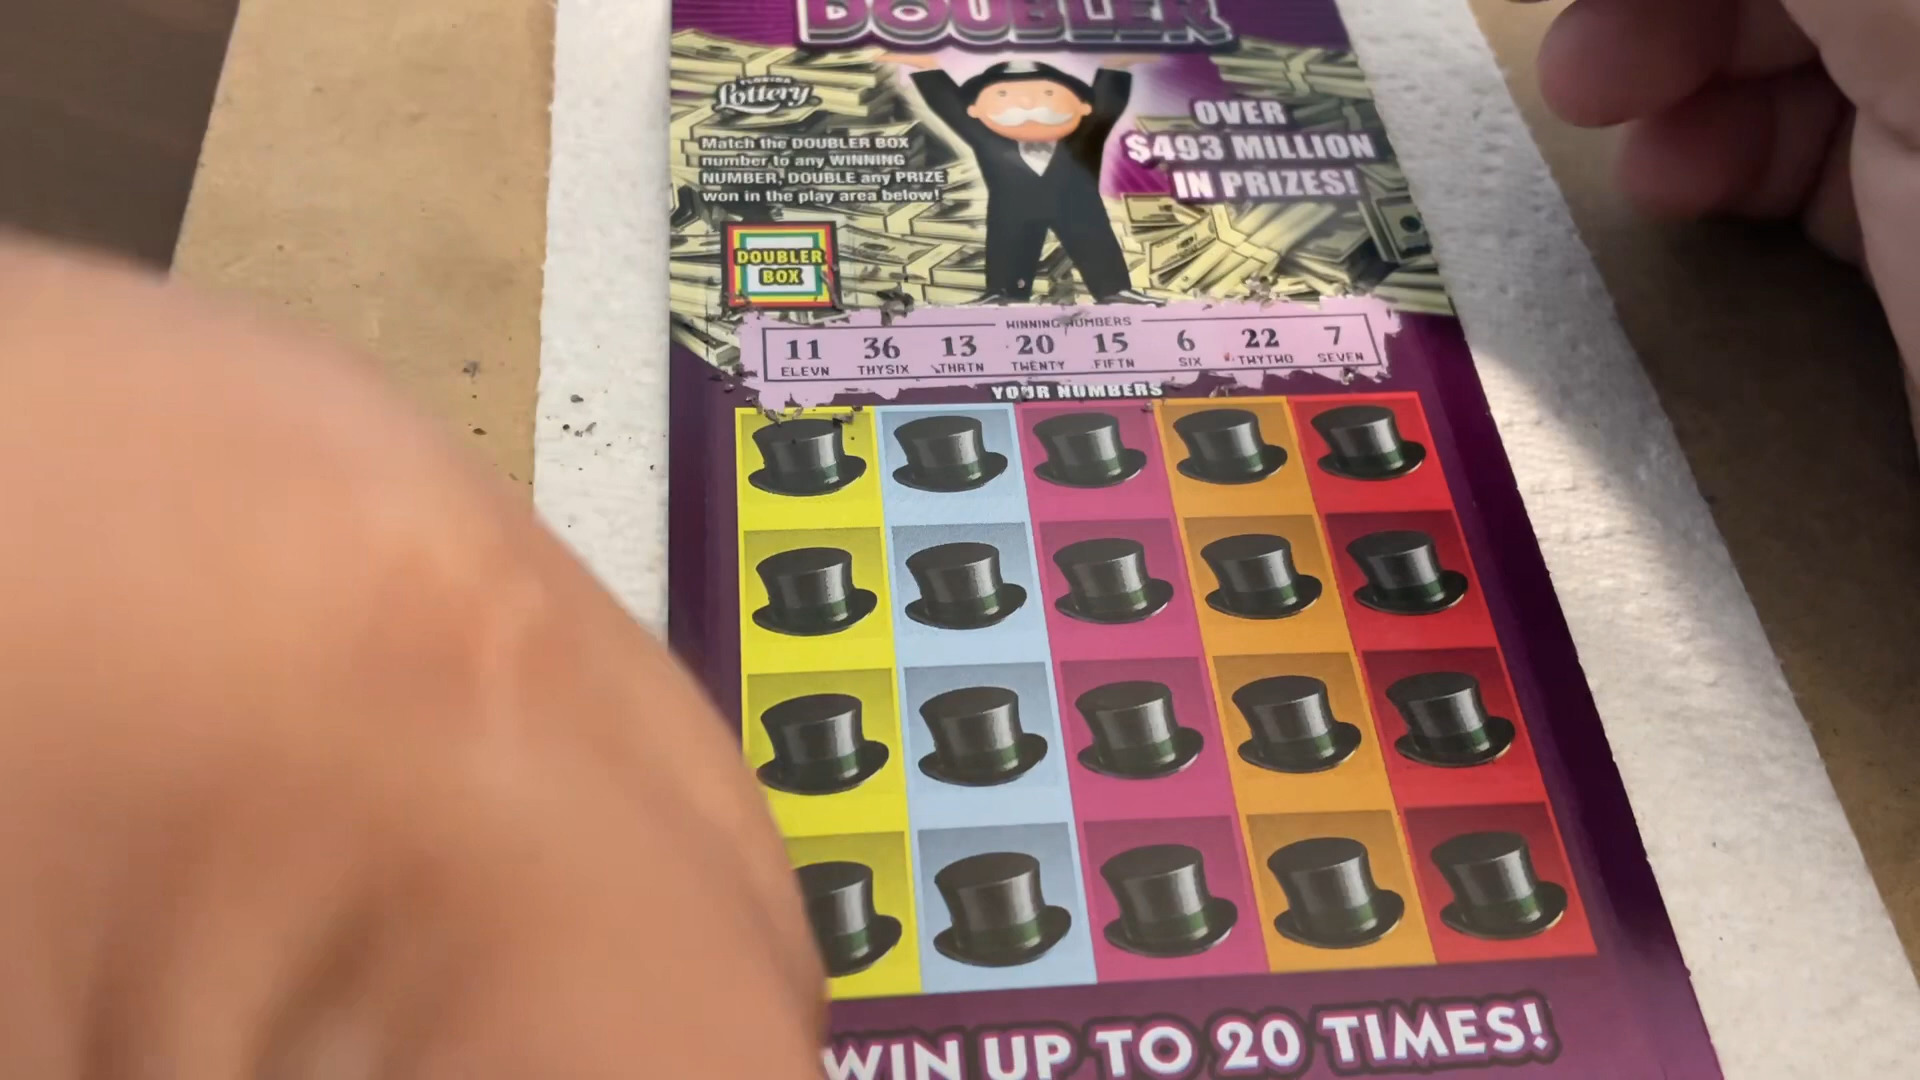 DOUBLER
FLORIDA
Lottery
Match the DOUBLER BOX
number to any WINNING
NUMBER, DOUBLE any PRIZE
won in the play area below!
OVER
$493 MILLION
IN PRIZES!
DOUBLER
BOX
WINNING NUMBERS
11 36 13 20 15 6 22 7
ELEVN THYSIX THRTN TWENTY FIFTN SIX TWYTWO SEVEN
YOUR NUMBERS
WIN UP TO 20 TIMES!